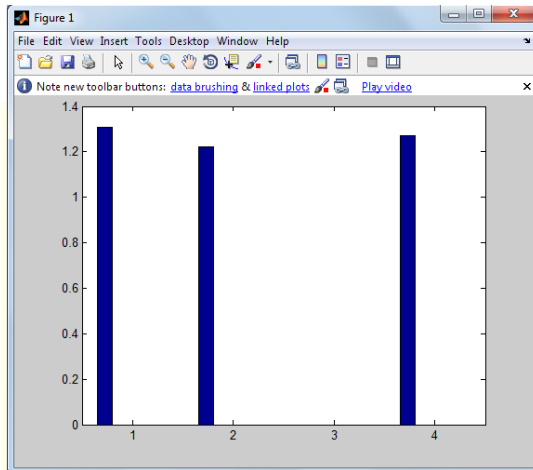 Figure 1
File Edit View Insert Tools Desktop Window Help
Note new toolbar buttons: data brushing & linked plots Play video
1.4
1.2
1
0.8
0.6
0.4
0.2
0
1 2 3 4